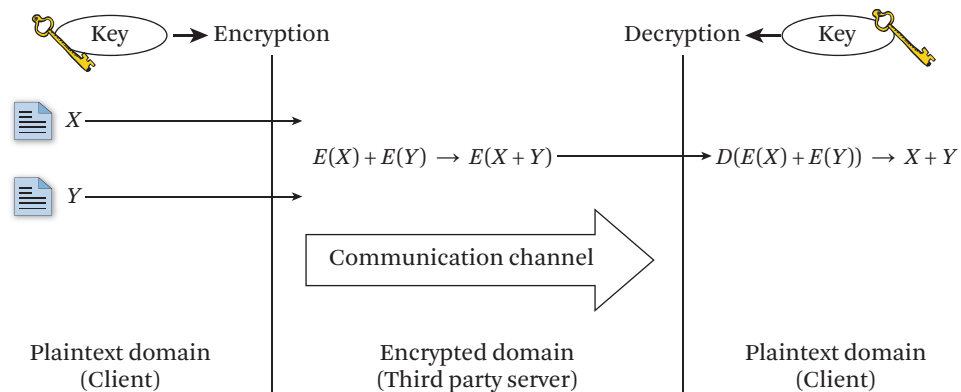 Key
Encryption
Decryption
Key
X
E(X) + E(Y) → E(X + Y)
D(E(X) + E(Y)) → X + Y
Y
Communication channel
Plaintext domain
(Client)
Encrypted domain
(Third party server)
Plaintext domain
(Client)